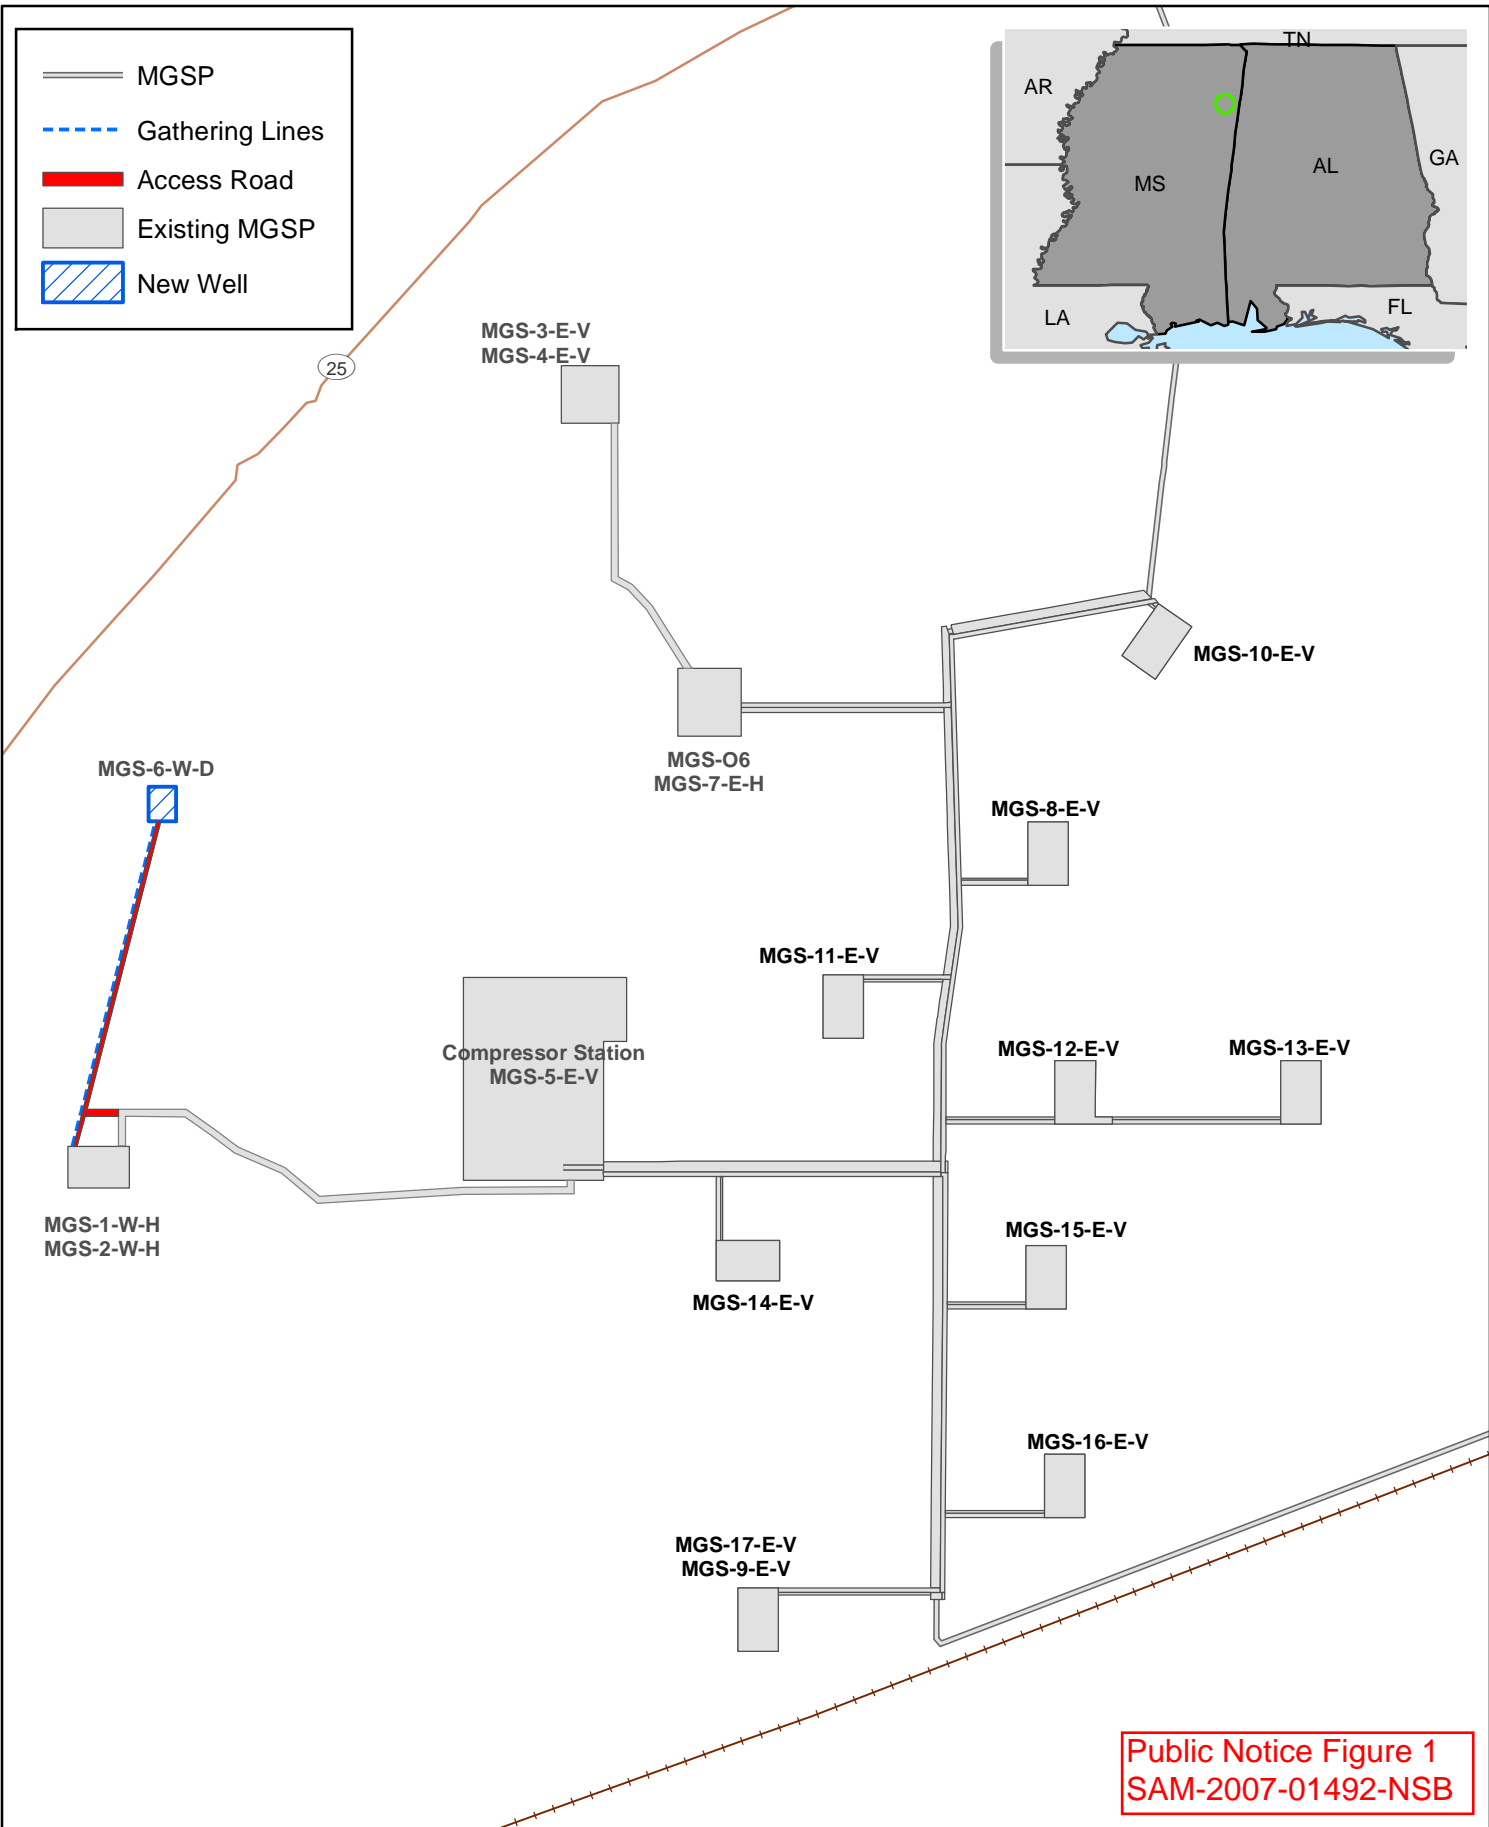 MGSP
Gathering Lines
Access Road
Existing MGSP
New Well
TN
AR
MS
AL
GA
LA
FL
25
MGS-3-E-V
MGS-4-E-V
MGS-10-E-V
MGS-O6
MGS-7-E-H
MGS-6-W-D
MGS-8-E-V
MGS-11-E-V
Compressor Station
MGS-5-E-V
MGS-12-E-V
MGS-13-E-V
MGS-1-W-H
MGS-2-W-H
MGS-15-E-V
MGS-14-E-V
MGS-16-E-V
MGS-17-E-V
MGS-9-E-V
Public Notice Figure 1
SAM-2007-01492-NSB